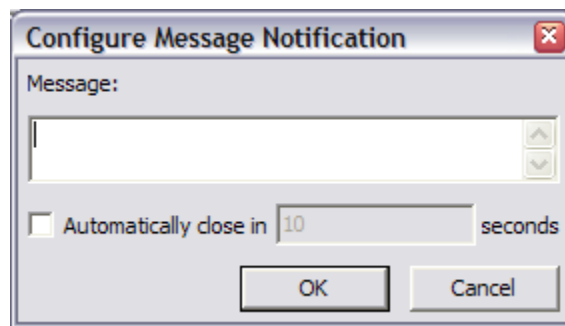 Configure Message Notification
Message:
Automatically close in 10 seconds
OK Cancel